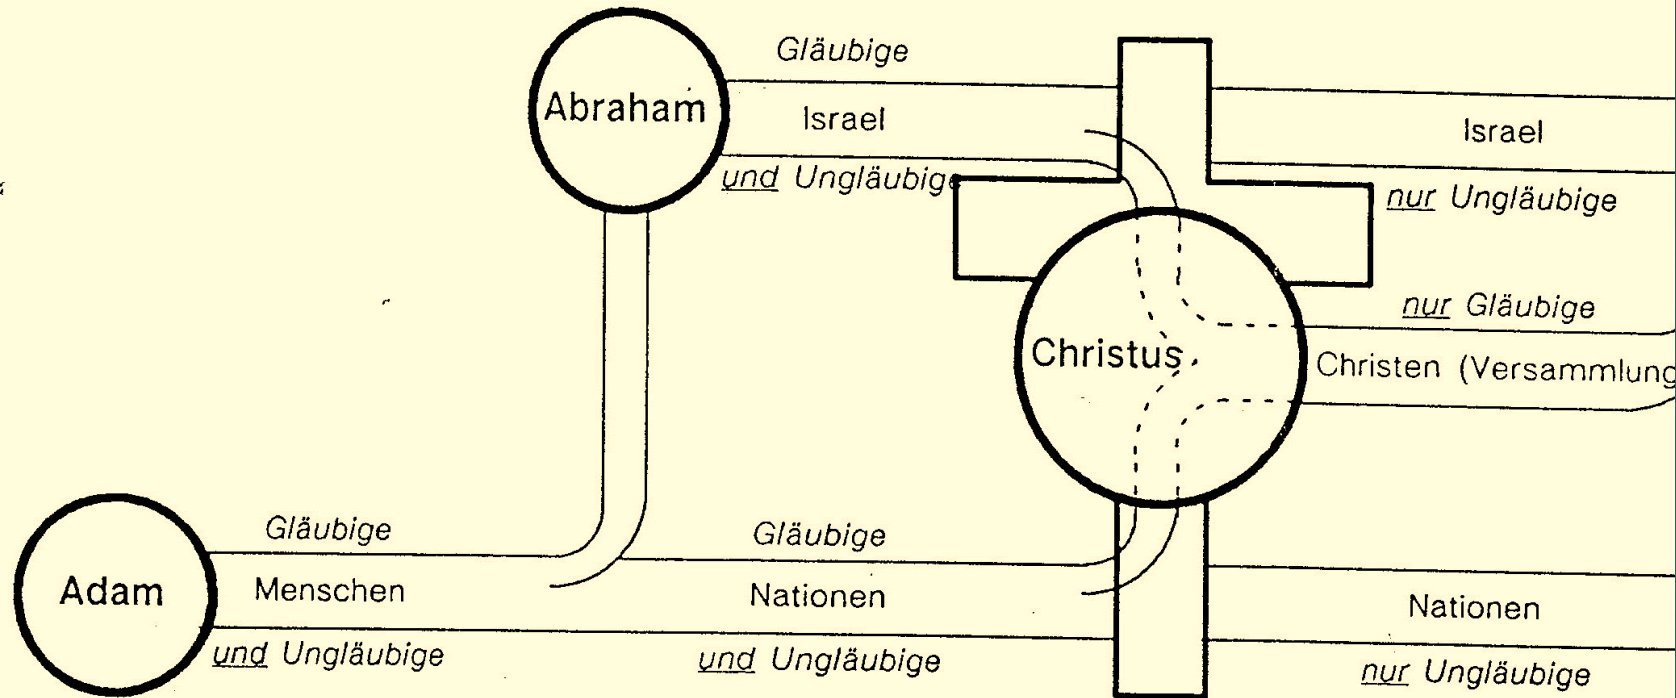 Gläubige
Abraham
Israel
Israel
und Ungläubige
nur Ungläubige
nur Gläubige
Christus
Christen (Versammlung
Gläubige
Gläubige
Adam
Menschen
Nationen
Nationen
und Ungläubige
und Ungläubige
nur Ungläubige